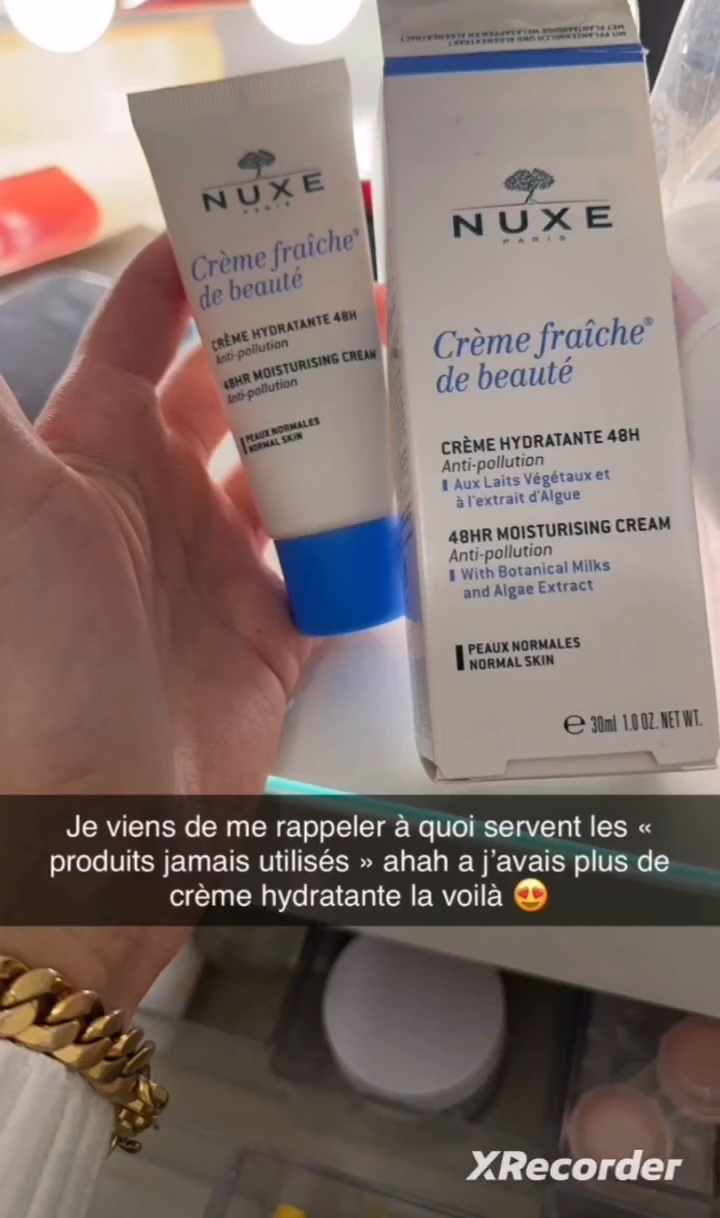 NUXE
PARIS
Crème fraîche®
de beauté
CRÈME HYDRATANTE 48H
Anti-pollution
48HR MOISTURISING CREAM
Anti-pollution
PEAUX NORMALES
NORMAL SKIN
NUXE
PARIS
Crème fraîche®
de beauté
CRÈME HYDRATANTE 48H
Anti-pollution
Aux Laits Végétaux et
à l'extrait d'Algue
48HR MOISTURISING CREAM
Anti-pollution
With Botanical Milks
and Algae Extract
PEAUX NORMALES
NORMAL SKIN
e 30ml 1.0 OZ. NET WT.
Je viens de me rappeler à quoi servent les «
produits jamais utilisés » ahah a j’avais plus de
crème hydratante la voilà 😍
XRecorder